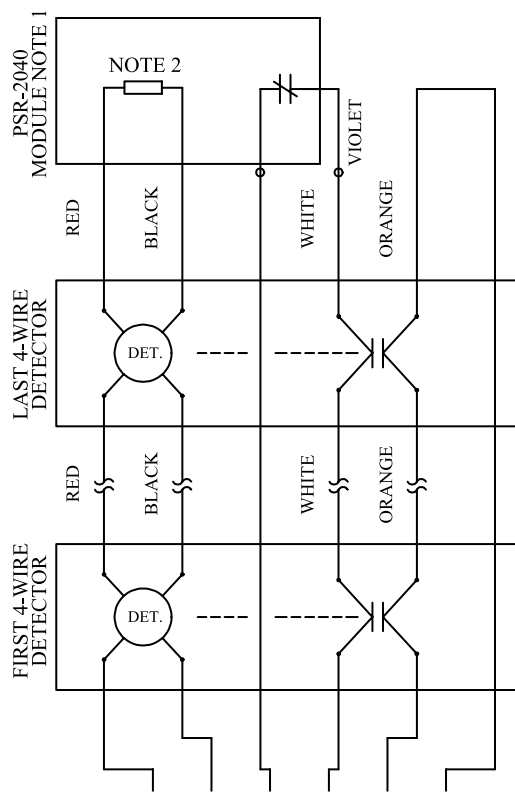 PSR-2040
MODULE NOTE 1
NOTE 2
VIOLET
RED
BLACK
WHITE
ORANGE
LAST 4-WIRE
DETECTOR
DET.
RED
BLACK
WHITE
ORANGE
FIRST 4-WIRE
DETECTOR
DET.